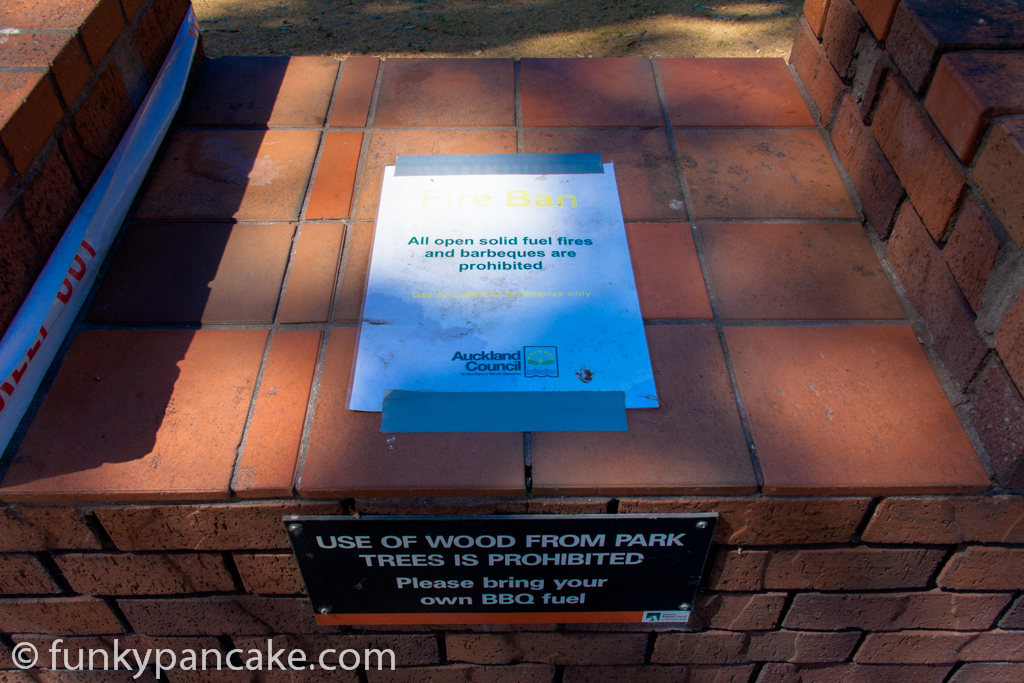 Fire Ban
All open solid fuel fires
and barbeques are
prohibited
Auckland
Council
USE OF WOOD FROM PARK
TREES IS PROHIBITED
Please bring your
own BBQ fuel
OUT
© funkypancake.com